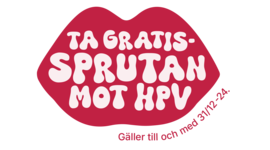 TA GRATIS-
SPRUTAN
MOT HPV
Gäller till och med 31/12-24.